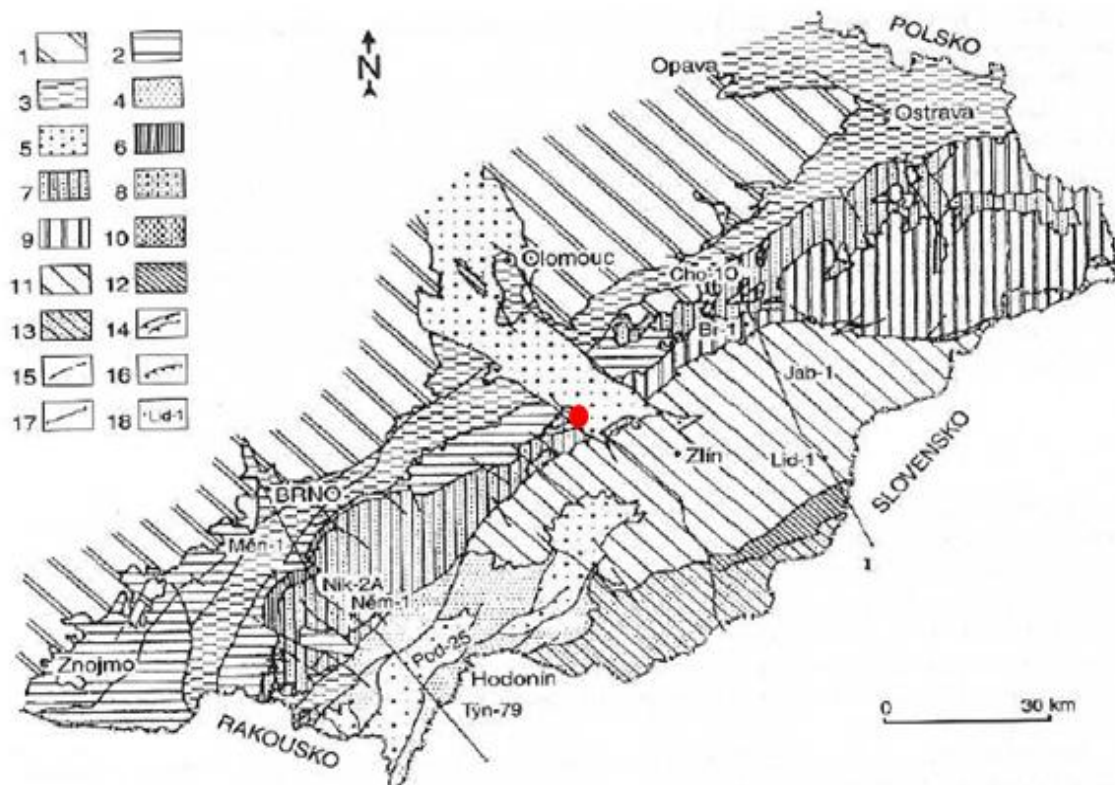 1 2
3 4
5 6
7 8
9 10
11 12
13 14
15 16
17 18 Lid-1
N
POLSKO
Opava
Ostrava
Olomouc
Cho-10
Br-1
Jab-1
Zlín
Lid-1
SLOVENSKO
BRNO
Měn-1
Nik-2A
Ném-1
1
Znojmo
Pod-25
Hodonín
Týn-79
RAKOUSKO
0 30 km